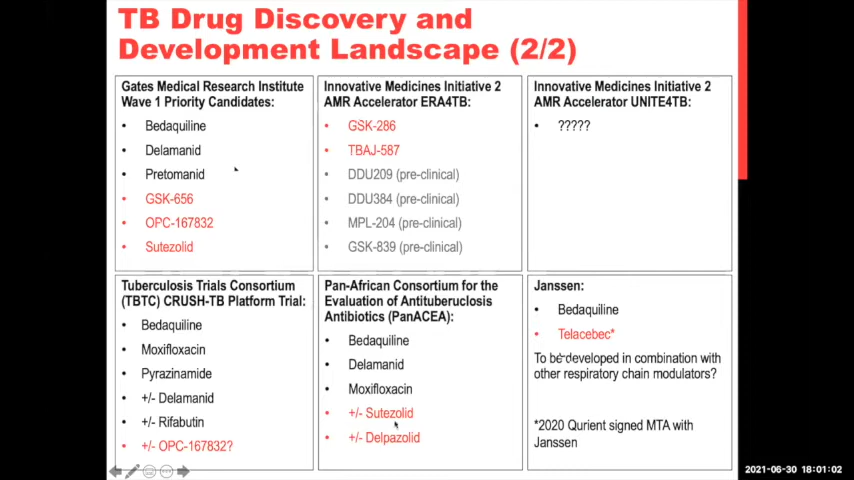 TB Drug Discovery and
Development Landscape (2/2)
Gates Medical Research Institute
Wave 1 Priority Candidates:
• Bedaquiline
• Delamanid
• Pretomanid
• GSK-656
• OPC-167832
• Sutezolid
Innovative Medicines Initiative 2
AMR Accelerator ERA4TB:
• GSK-286
• TBAJ-587
• DDU209 (pre-clinical)
• DDU384 (pre-clinical)
• MPL-204 (pre-clinical)
• GSK-839 (pre-clinical)
Innovative Medicines Initiative 2
AMR Accelerator UNITE4TB:
• ?????
Tuberculosis Trials Consortium
(TBTC) CRUSH-TB Platform Trial:
• Bedaquiline
• Moxifloxacin
• Pyrazinamide
• +/- Delamanid
• +/- Rifabutin
• +/- OPC-167832?
Pan-African Consortium for the
Evaluation of Antituberuclosis
Antibiotics (PanACEA):
• Bedaquiline
• Delamanid
• Moxifloxacin
• +/- Sutezolid
• +/- Delpazolid
Janssen:
• Bedaquiline
• Telacebec*
To be developed in combination with
other respiratory chain modulators?
*2020 Qurient signed MTA with
Janssen
2021-06-30 18:01:02